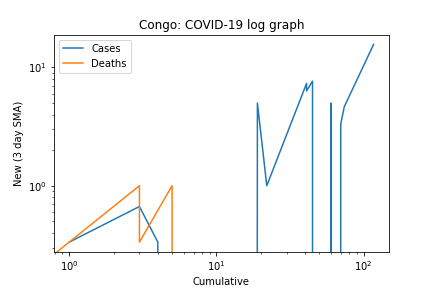 Congo: COVID-19 log graph
Cases
Deaths
10¹
10⁰
New (3 day SMA)
10⁰ 10¹ 10²
Cumulative